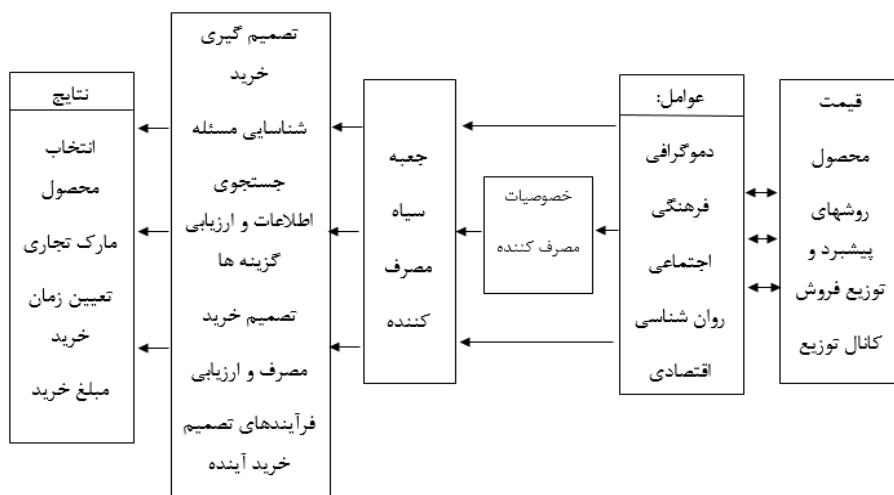 قیمت
محصول
روشهای
پیشبرد و
توزیع فروش
کانال توزیع
عوامل:
دموگرافی
فرهنگی
اجتماعی
روان شناسی
اقتصادی
خصوصیات
مصرف کننده
جعبه
سیاه
مصرف
کننده
تصمیم گیری
خرید
شناسایی مسئله
جستجوی
اطلاعات و ارزیابی
گزینه ها
تصمیم خرید
مصرف و ارزیابی
فرآیندهای تصمیم
خرید آینده
نتایج
انتخاب
محصول
مارک تجاری
تعیین زمان
خرید
مبلغ خرید